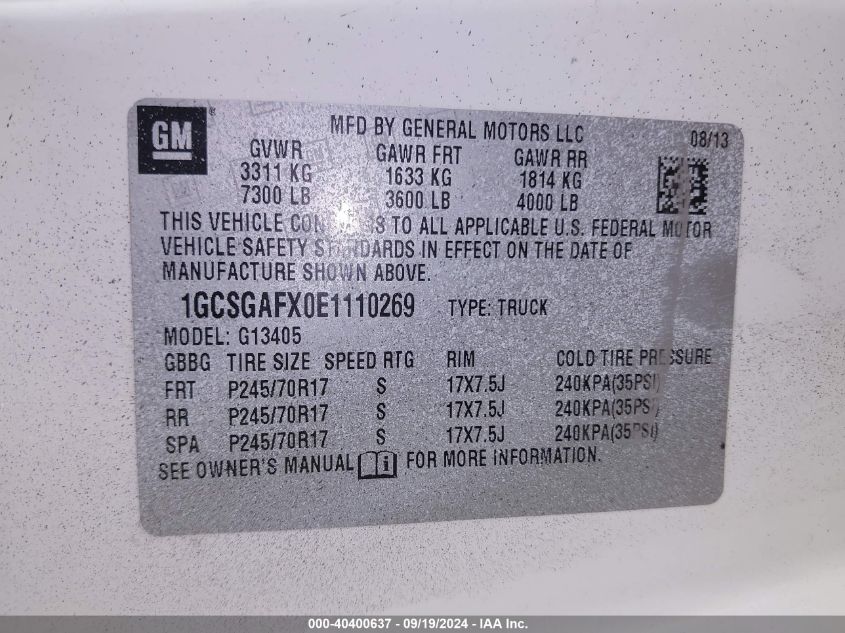 GM ®
MFD BY GENERAL MOTORS LLC 08/13
GVWR GAWR FRT GAWR RR
3311 KG 1633 KG 1814 KG
7300 LB 3600 LB 4000 LB
THIS VEHICLE TO ALL APPLICABLE U.S. FEDERAL MOTOR
VEHICLE SAFETY STANDARDS IN EFFECT ON THE DATE OF
MANUFACTURE SHOWN ABOVE.
1GCSGAFX0E1110269 TYPE: TRUCK
MODEL: G13405
GBBG TIRE SIZE SPEED RTG RIM COLD TIRE PRESSURE
FRT P245/70R17 S 17X7.5J 240KPA(35PSI)
RR P245/70R17 S 17X7.5J 240KPA(35PSI)
SPA P245/70R17 S 17X7.5J 240KPA(35PSI)
SEE OWNER'S MANUAL i FOR MORE INFORMATION.
000-40400637 - 09/19/2024 - IAA Inc.